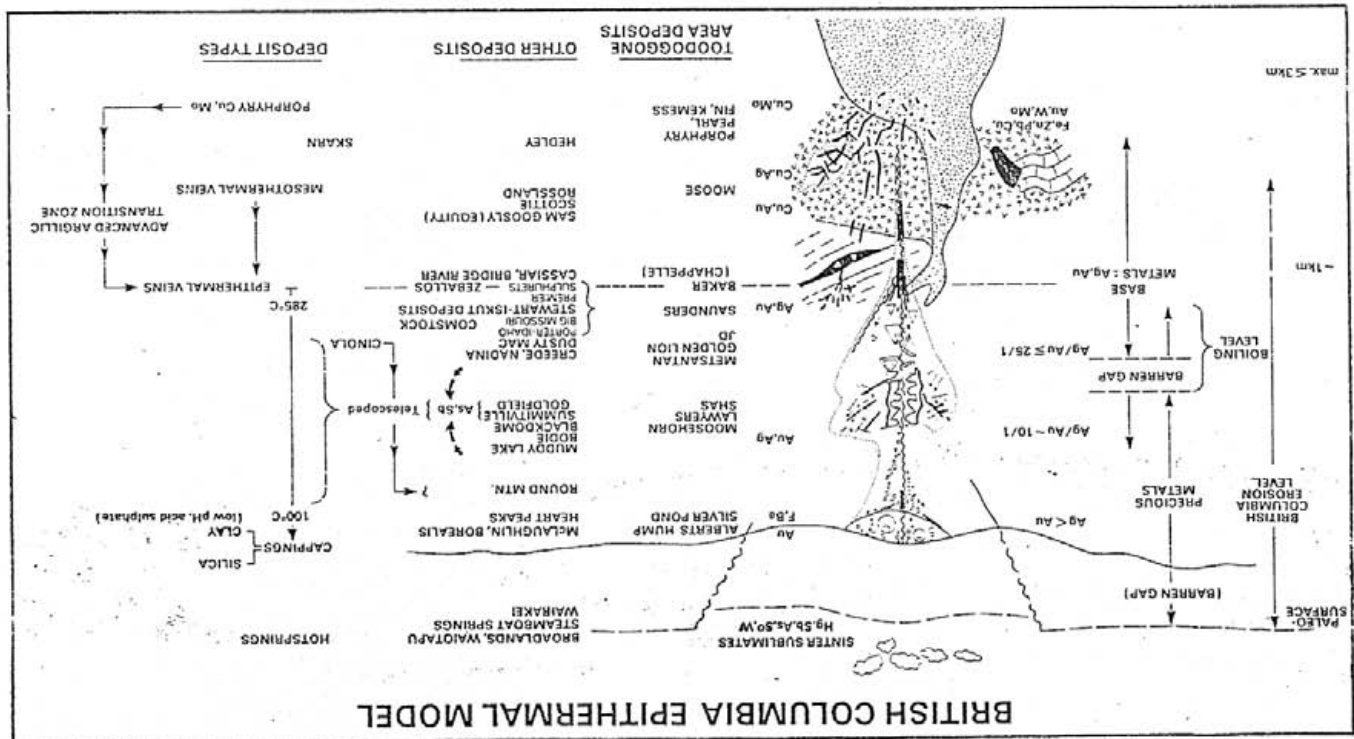 BRITISH COLUMBIA EPITHERMAL MODEL
PALEO-
SURFACE
(BARREN GAP)
BRITISH
COLUMBIA
EROSION
LEVEL
PRECIOUS
METALS
BARREN GAP
BOILING
LEVEL
BASE
METALS : Ag,Au
~1km
max. ≤3km
Ag < Au
Ag/Au ~ 10/1
Ag/Au ≤ 25/1
Fe,Zn,Pb,Cu,
Au,W,Mo
SINTER SUBLIMATES
Hg,Sb,As,Sº,W
Au
F,Ba
Au,Ag
Ag,Au
Cu,Au
Cu,Ag
Cu,Mo
ALBERTS HUMP
SILVER POND
MOOSEHORN
LAWYERS
SHAS
METSANTAN
GOLDEN LION
JD
SAUNDERS
BAKER
(CHAPPELLE)
MOOSE
PORPHYRY
PEARL,
FIN, KEMESS
TOODOGGONE
AREA DEPOSITS
BROADLANDS, WAIOTAPU
STEAMBOAT SPRINGS
WAIRAKEI
McLAUGHLIN, BOREALIS
HEART PEAKS
ROUND MTN.
?
MUDDY LAKE
BODIE
BLACKDOME
SUMMITVILLE
GOLDFIELD
As,Sb
Telescoped
CREEDE, NADINA
DUSTY MAC
CINOLA
PORTER-IDAHO
BIG MISSOURI
COMSTOCK
STEWART-ISKUT DEPOSITS
PREMIER
SULPHURETS
ZEBALLOS
CASSIAR, BRIDGE RIVER
SAM GOOSLY (EQUITY)
SCOTTIE
ROSSLAND
HEDLEY
OTHER DEPOSITS
HOTSPRINGS
SILICA
CAPPINGS
CLAY
100°C
(low pH. acid sulphate)
285°C
EPITHERMAL VEINS
ADVANCED ARGILLIC
TRANSITION ZONE
MESOTHERMAL VEINS
SKARN
PORPHYRY Cu, Mo
DEPOSIT TYPES